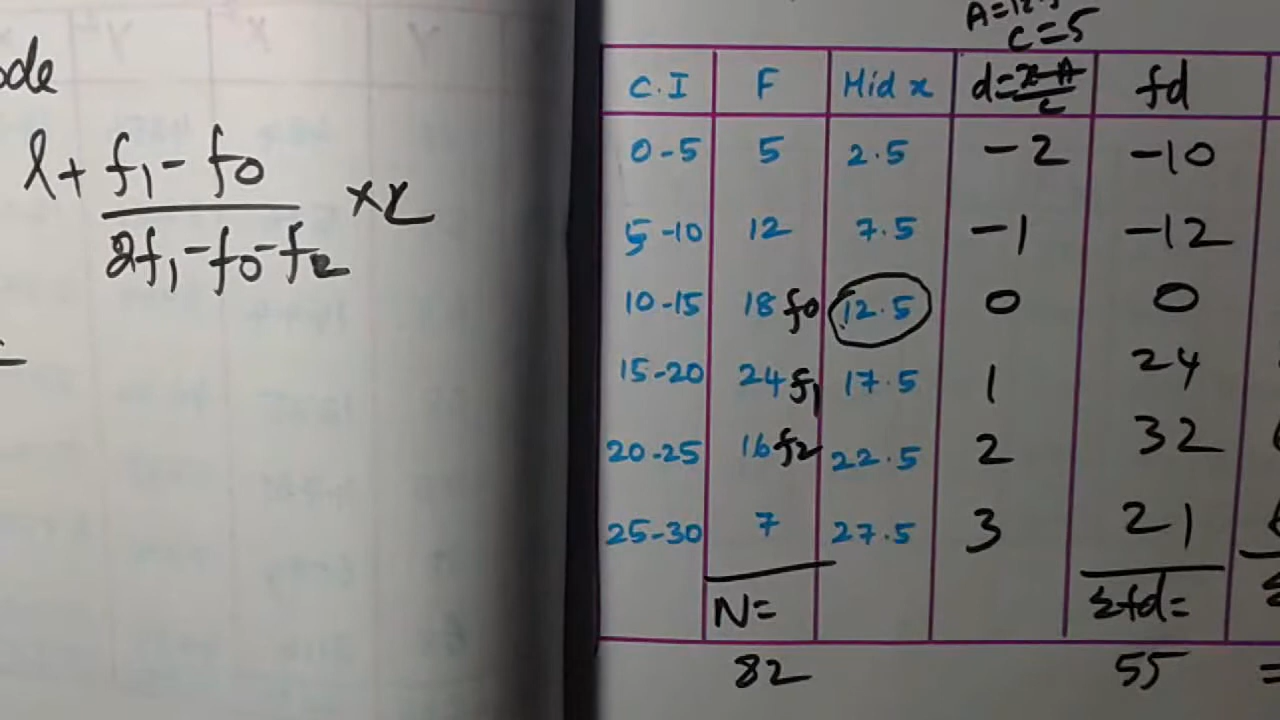 ode
l + f1 - f0 / 2f1 - f0 - f2 × c
c = 5
C.I F Mid x d = x-A / c fd
0-5 5 2.5 -2 -10
5-10 12 7.5 -1 -12
10-15 18 f0 12.5 0 0
15-20 24 f1 17.5 1 24
20-25 16 f2 22.5 2 32
25-30 7 27.5 3 21
N= Σfd=
82 55 =